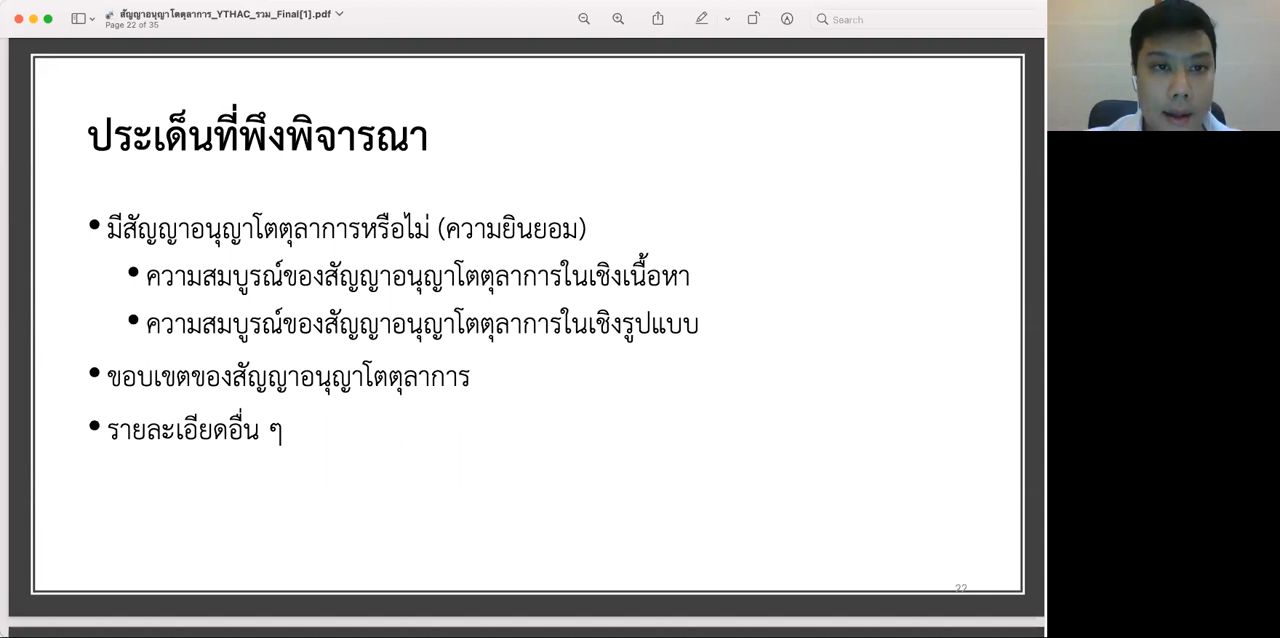 สัญญาอนุญาโตตุลาการ_YTHAC_รวม_Final[1].pdf
Page 22 of 35
Search
ประเด็นที่พึงพิจารณา
• มีสัญญาอนุญาโตตุลาการหรือไม่ (ความยินยอม)
• ความสมบูรณ์ของสัญญาอนุญาโตตุลาการในเชิงเนื้อหา
• ความสมบูรณ์ของสัญญาอนุญาโตตุลาการในเชิงรูปแบบ
• ขอบเขตของสัญญาอนุญาโตตุลาการ
• รายละเอียดอื่น ๆ
22